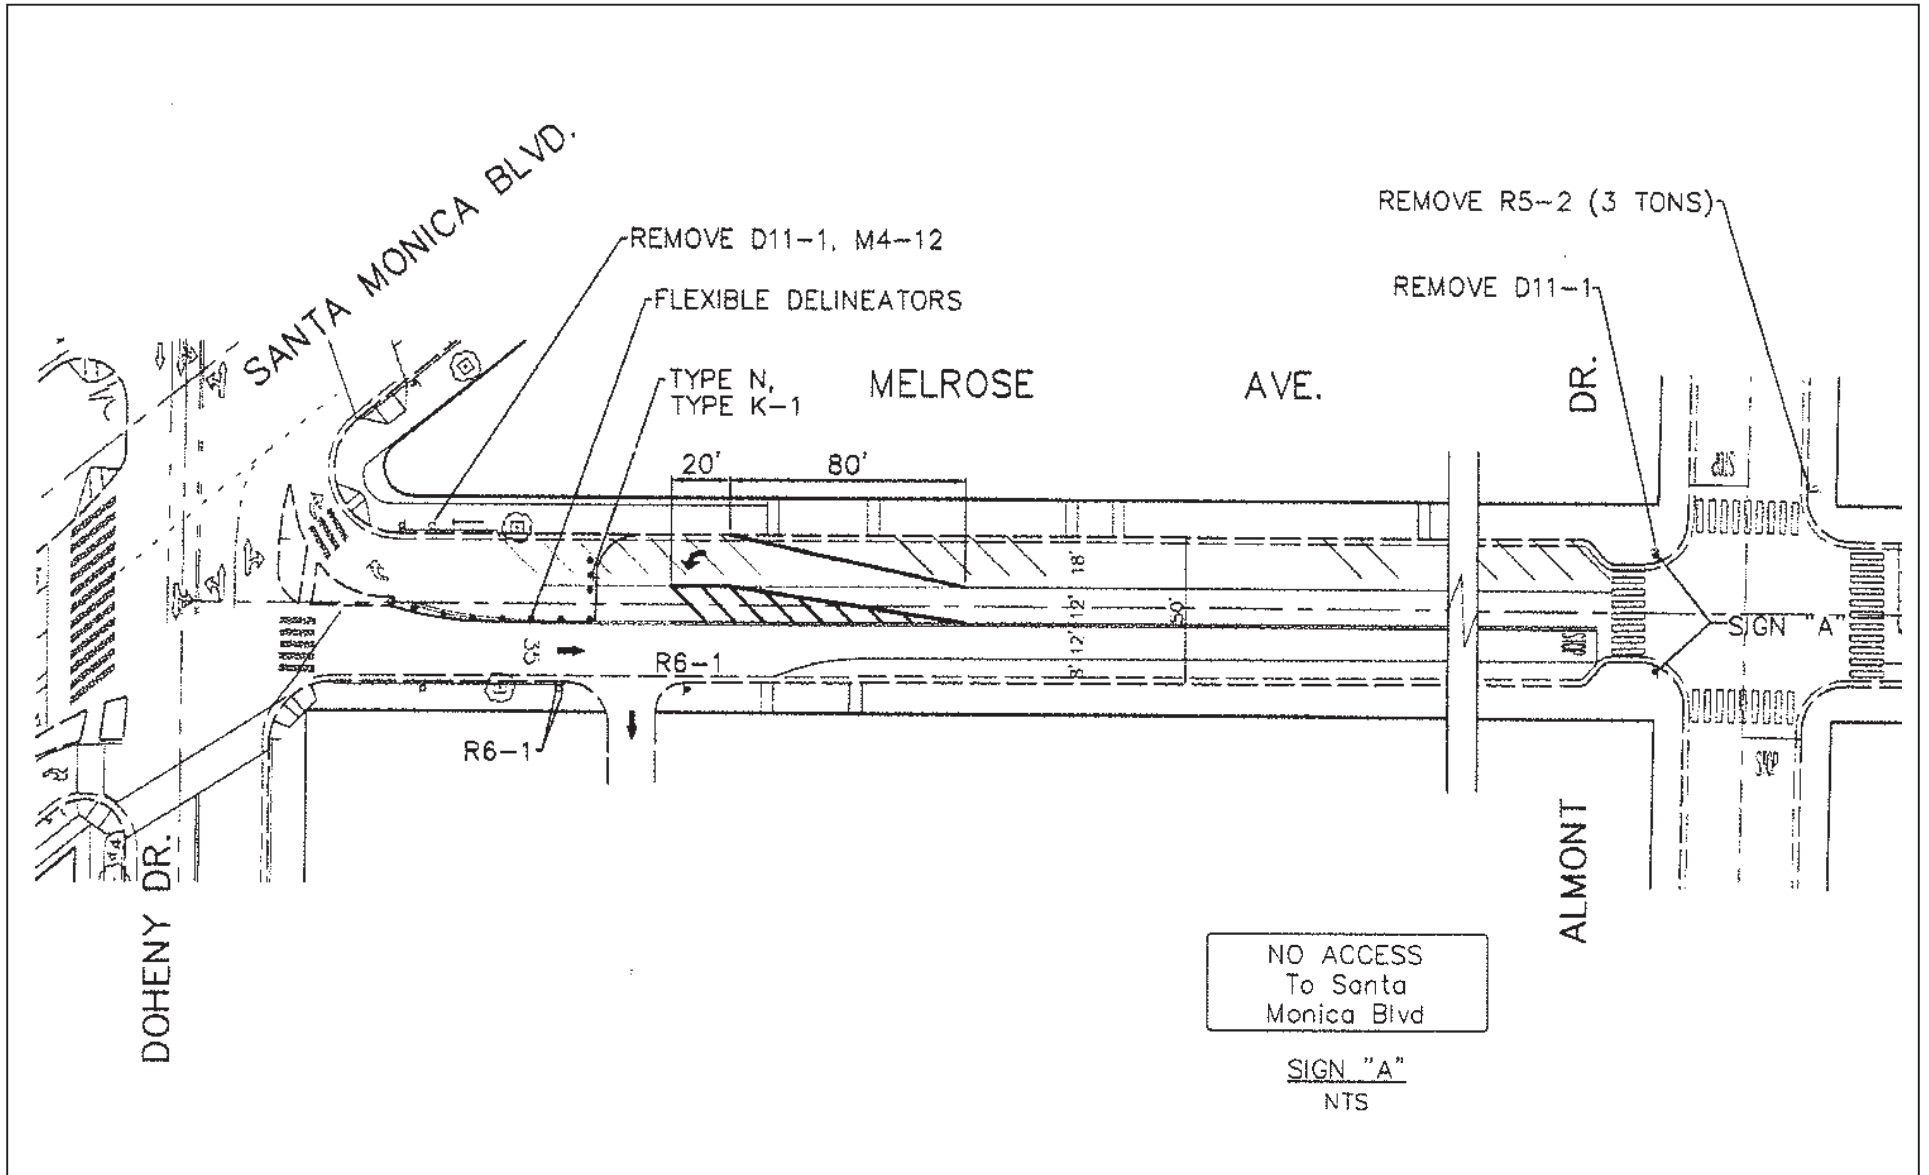 SANTA MONICA BLVD.
REMOVE D11-1, M4-12
FLEXIBLE DELINEATORS
TYPE N,
TYPE K-1
MELROSE AVE.
REMOVE R5-2 (3 TONS)
REMOVE D11-1
DR.
20'
80'
18'
12'
50'
12'
8'
STOP
STOP
SIGN "A"
35
R6-1
R6-1
STOP
DOHENY DR.
ALMONT
NO ACCESS
To Santa
Monica Blvd
SIGN "A"
NTS